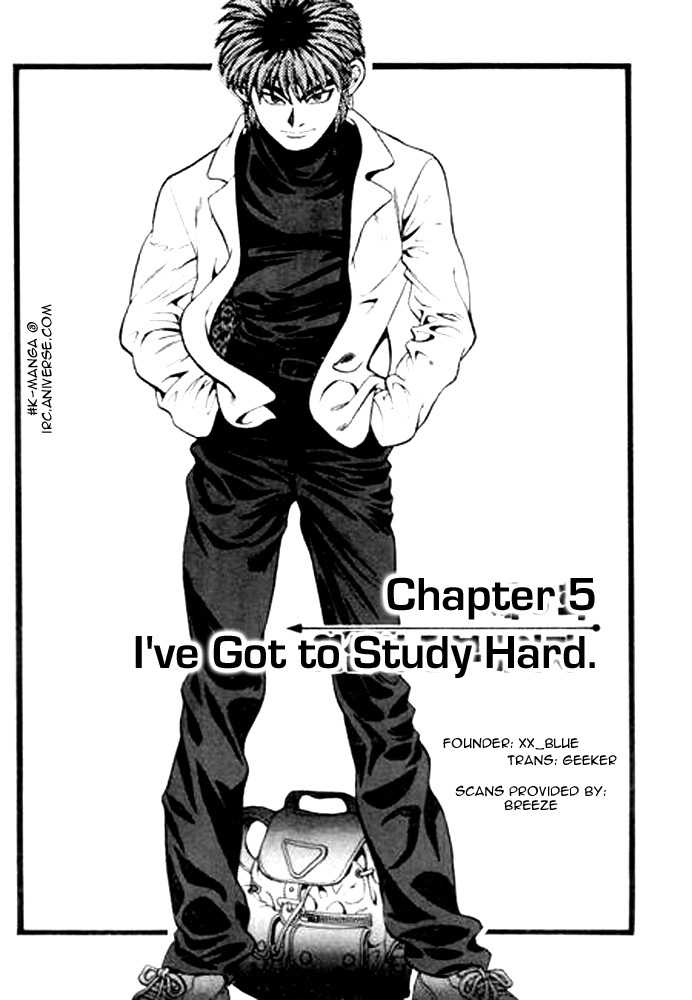 #K-MANGA @
IRC.ANIVERSE.COM
Chapter 5
I've Got to Study Hard.
FOUNDER: XX_BLUE
TRANS: GEEKER
SCANS PROVIDED BY:
BREEZE